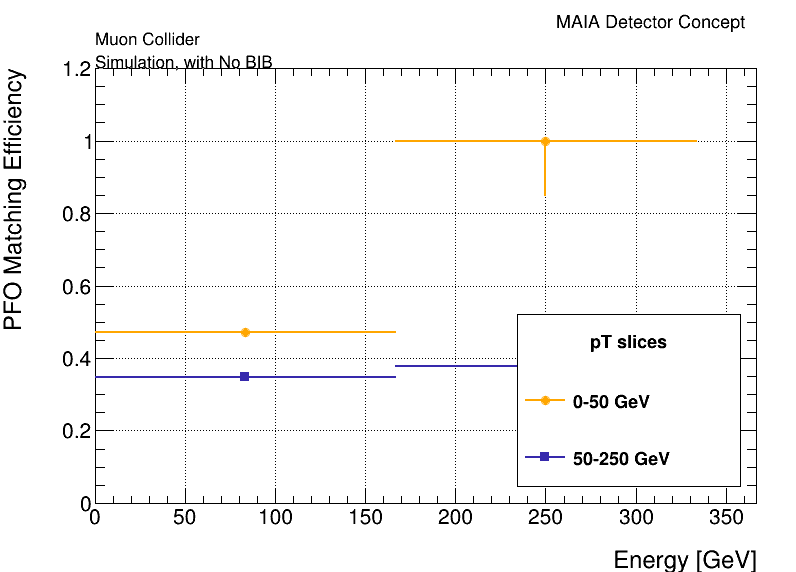 MAIA Detector Concept
Muon Collider
Simulation, with No BIB
PFO Matching Efficiency
1.2
1
0.8
0.6
0.4
0.2
0
0 50 100 150 200 250 300 350
Energy [GeV]
pT slices
0-50 GeV
50-250 GeV